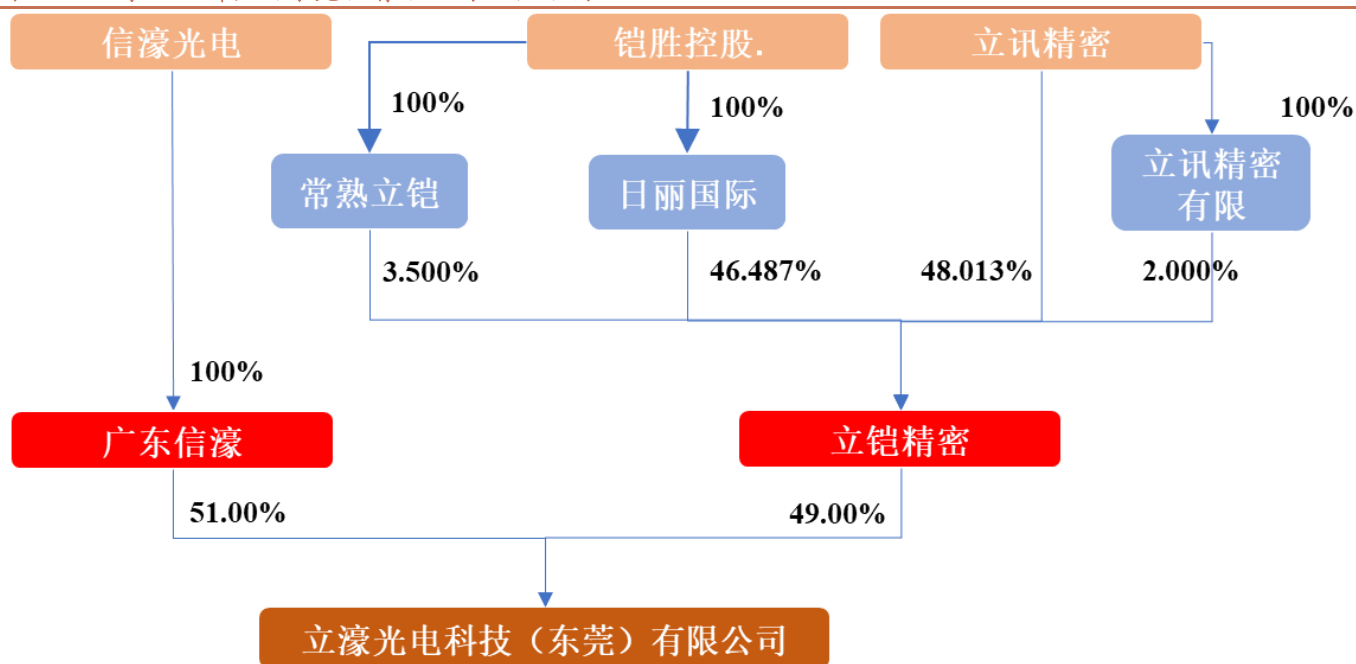 信濠光电
铠胜控股.
立讯精密
100%
100%
100%
常熟立铠
日丽国际
立讯精密
有限
3.500%
46.487%
48.013%
2.000%
100%
广东信濠
立铠精密
51.00%
49.00%
立濠光电科技（东莞）有限公司